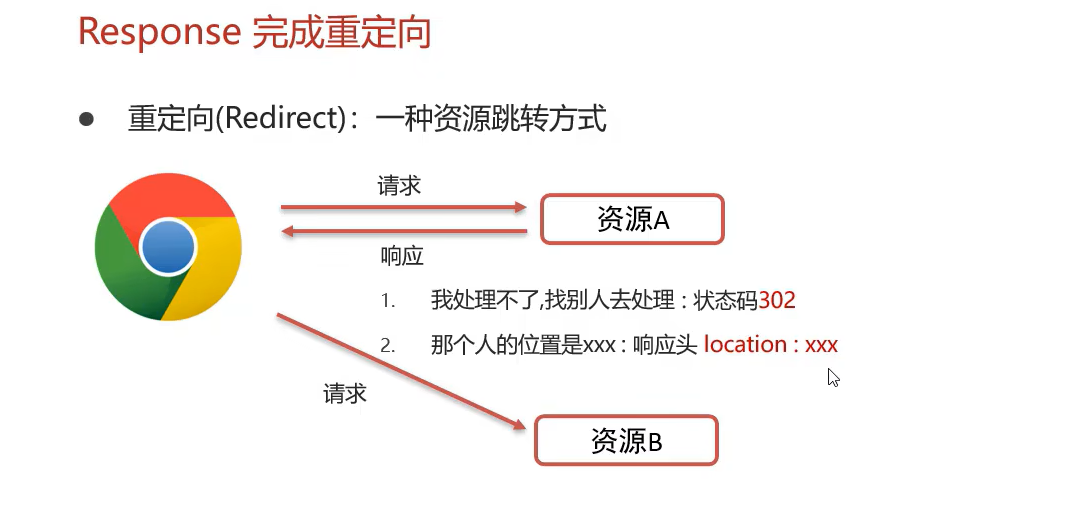 Response 完成重定向
● 重定向(Redirect)：一种资源跳转方式
请求
资源A
响应
1. 我处理不了,找别人去处理 : 状态码302
2. 那个人的位置是xxx : 响应头 location : xxx
请求
资源B